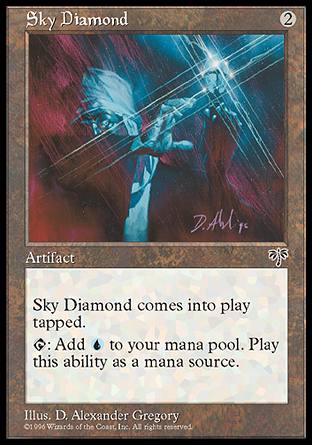 Sky Diamond 2
Artifact
Sky Diamond comes into play
tapped.
: Add to your mana pool. Play
this ability as a mana source.
Illus. D. Alexander Gregory
©1996 Wizards of the Coast, Inc. All rights reserved.